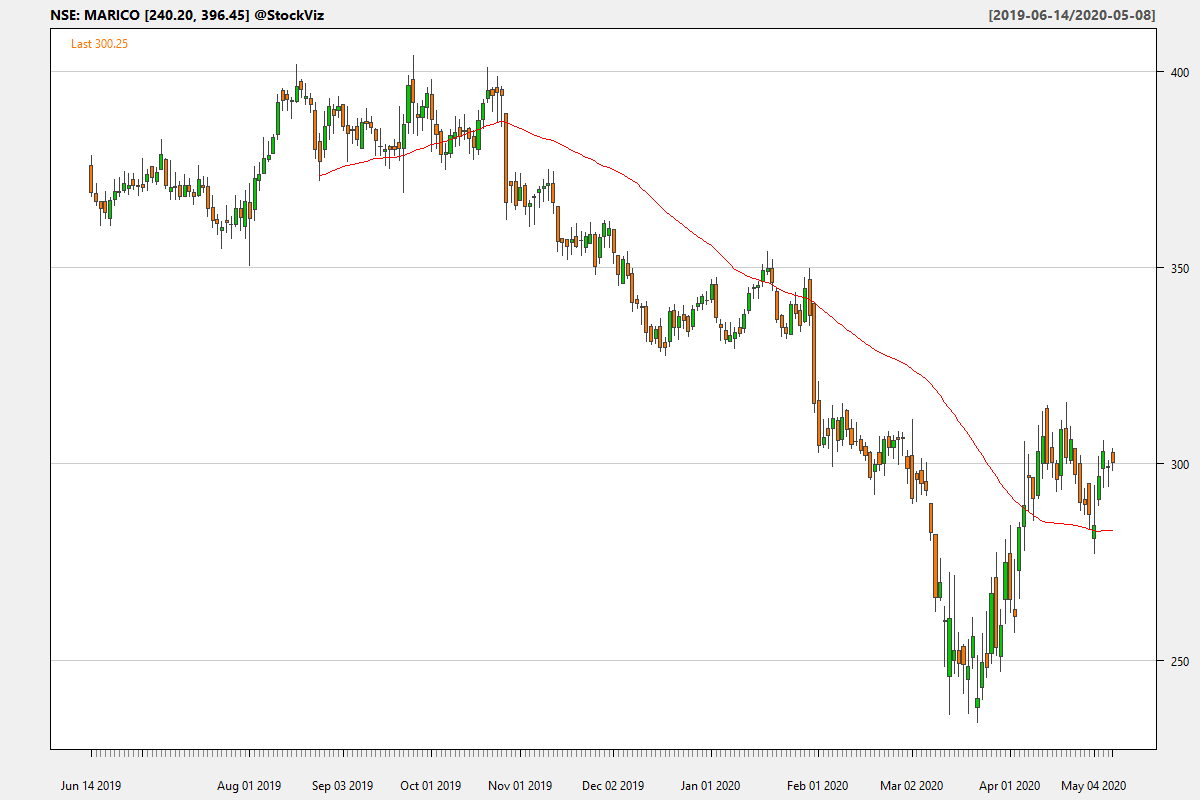 NSE: MARICO [240.20, 396.45] @StockViz
[2019-06-14/2020-05-08]
Last 300.25
400
350
300
250
Jun 14 2019
Aug 01 2019
Sep 03 2019
Oct 01 2019
Nov 01 2019
Dec 02 2019
Jan 01 2020
Feb 01 2020
Mar 02 2020
Apr 01 2020
May 04 2020